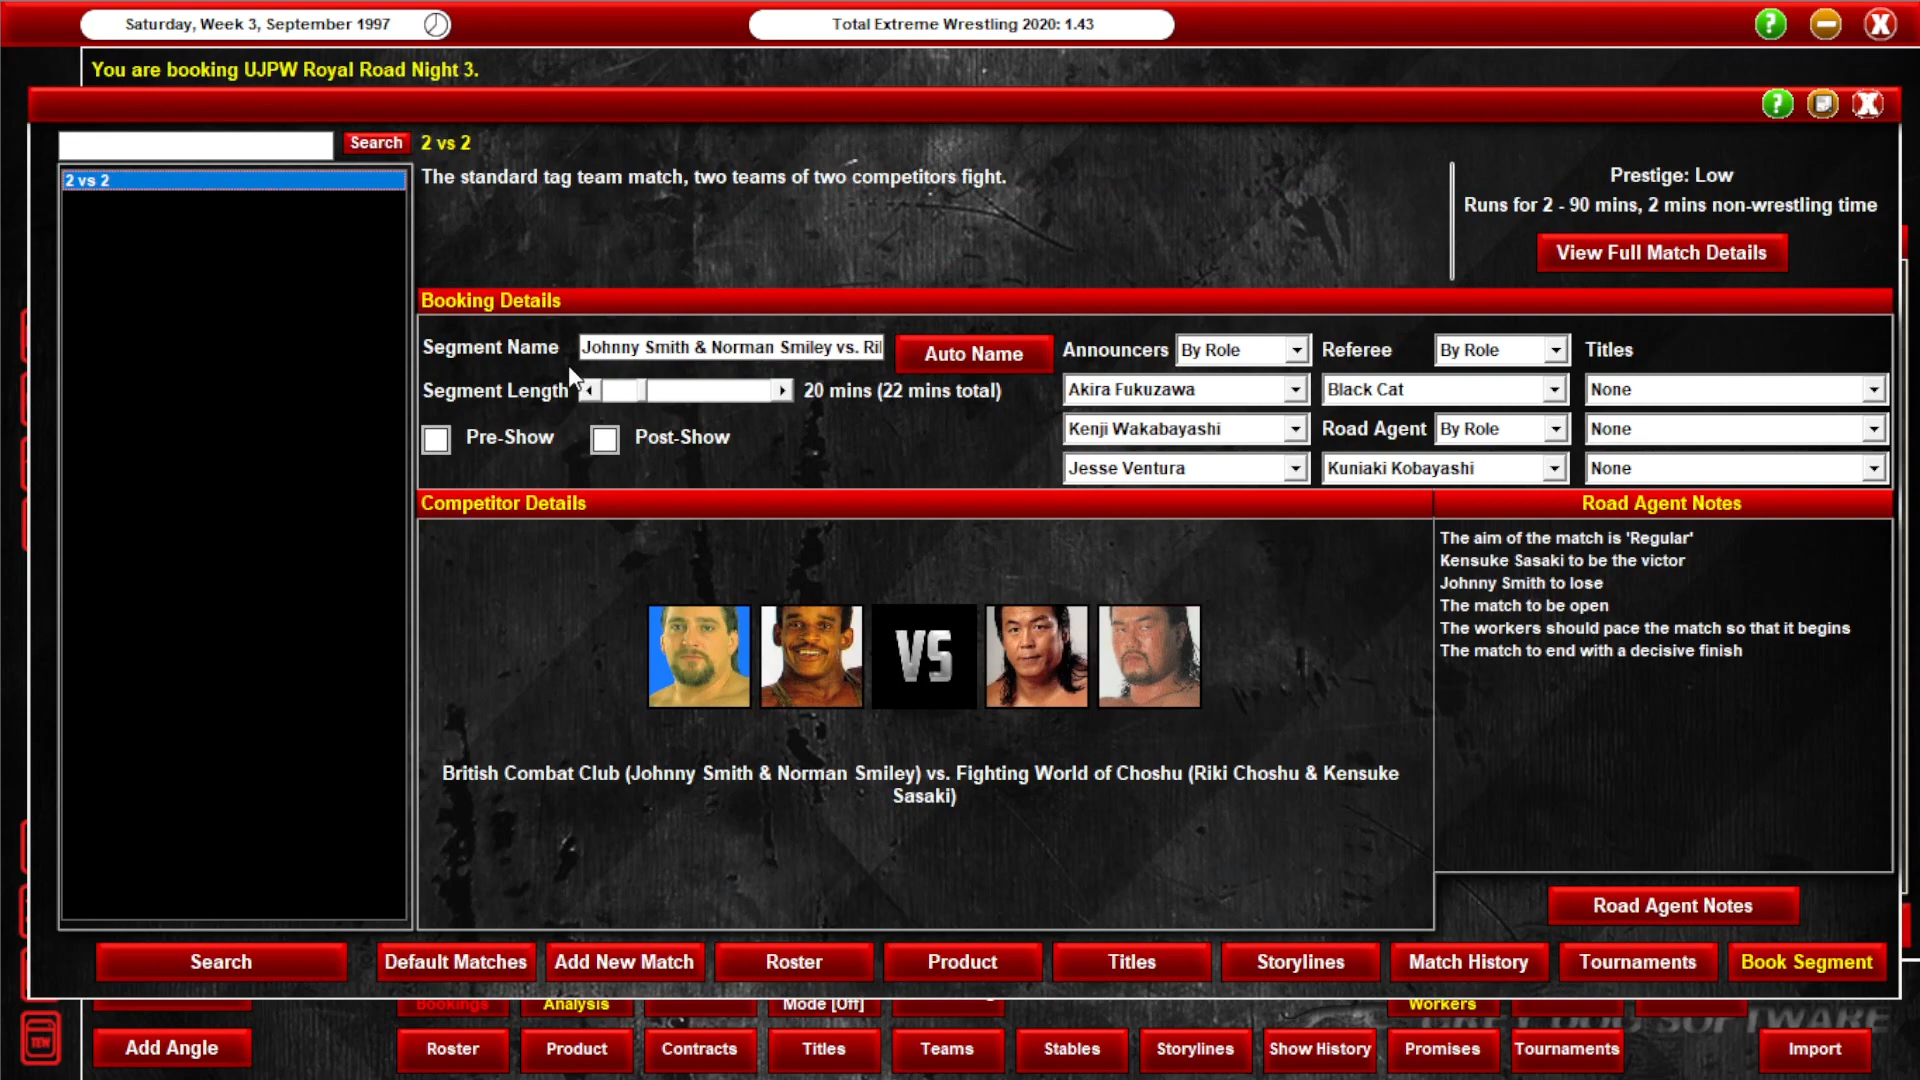 Saturday, Week 3, September 1997
Total Extreme Wrestling 2020: 1.43
You are booking UJPW Royal Road Night 3.
Search
2 vs 2
2 vs 2
The standard tag team match, two teams of two competitors fight.
Prestige: Low
Runs for 2 - 90 mins, 2 mins non-wrestling time
View Full Match Details
Booking Details
Segment Name
Johnny Smith & Norman Smiley vs. Ril
Auto Name
Announcers
By Role
Referee
By Role
Titles
Segment Length
20 mins (22 mins total)
Akira Fukuzawa
Black Cat
None
Pre-Show
Post-Show
Kenji Wakabayashi
Road Agent
By Role
None
Jesse Ventura
Kuniaki Kobayashi
None
Competitor Details
Road Agent Notes
The aim of the match is 'Regular'
Kensuke Sasaki to be the victor
Johnny Smith to lose
The match to be open
The workers should pace the match so that it begins
The match to end with a decisive finish
VS
British Combat Club (Johnny Smith & Norman Smiley) vs. Fighting World of Choshu (Riki Choshu & Kensuke
Sasaki)
Road Agent Notes
Search
Default Matches
Add New Match
Roster
Product
Titles
Storylines
Match History
Tournaments
Book Segment
Bookings
Analysis
Mode [Off]
Workers
GREY DOG SOFTWARE
TEW
Add Angle
Roster
Product
Contracts
Titles
Teams
Stables
Storylines
Show History
Promises
Tournaments
Import